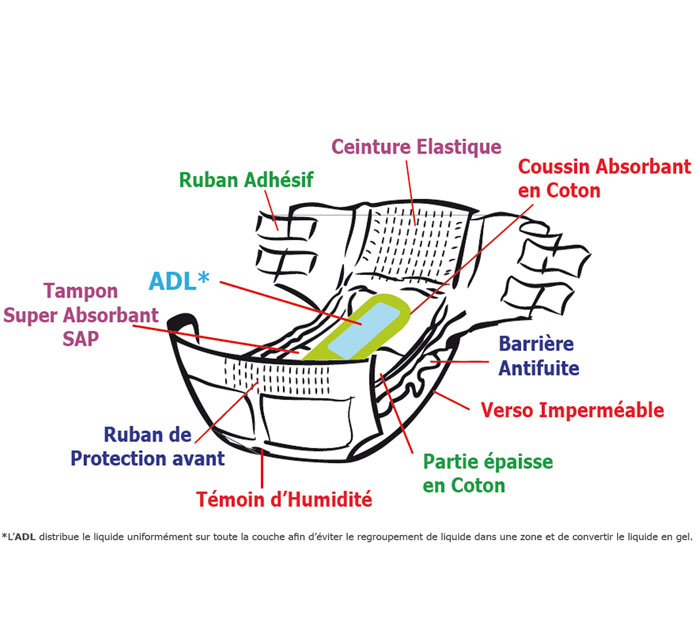 Ceinture Elastique
Coussin Absorbant
en Coton
Ruban Adhésif
ADL*
Tampon
Super Absorbant
SAP
Barrière
Antifuite
Verso Imperméable
Ruban de
Protection avant
Partie épaisse
en Coton
Témoin d'Humidité
*L'ADL distribue le liquide uniformément sur toute la couche afin d'éviter le regroupement de liquide dans une zone et de convertir le liquide en gel.